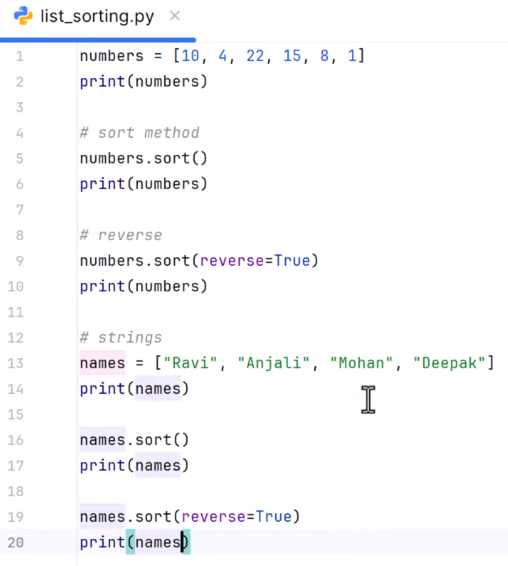 list_sorting.py ×
1 numbers = [10, 4, 22, 15, 8, 1]
2 print(numbers)
3
4 # sort method
5 numbers.sort()
6 print(numbers)
7
8 # reverse
9 numbers.sort(reverse=True)
10 print(numbers)
11
12 # strings
13 names = ["Ravi", "Anjali", "Mohan", "Deepak"]
14 print(names)
15
16 names.sort()
17 print(names)
18
19 names.sort(reverse=True)
20 print(names)